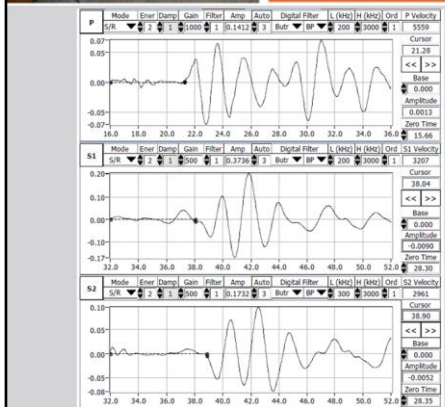 P Mode Ener Damp Gain Filter Amp Auto Digital Filter L (kHz) H (kHz) Ord P Velocity
S/R 2 1 1000 1 0.1412 3 Butr BP 200 3000 1 5559
0.07
0.05
0.00
-0.05
-0.07
16.0 18.0 20.0 22.0 24.0 26.0 28.0 30.0 32.0 34.0 36.0
Cursor
21.28
<< >>
Base
0.000
Amplitude
0.0013
Zero Time
15.66
S1 Mode Ener Damp Gain Filter Amp Auto Digital Filter L (kHz) H (kHz) Ord S1 Velocity
S/R 2 1 500 1 0.3736 3 Butr BP 200 3000 1 3207
0.20
0.10
0.00
-0.10
-0.17
32.0 34.0 36.0 38.0 40.0 42.0 44.0 46.0 48.0 50.0 52.0
Cursor
38.04
<< >>
Base
0.000
Amplitude
-0.0090
Zero Time
28.30
S2 Mode Ener Damp Gain Filter Amp Auto Digital Filter L (kHz) H (kHz) Ord S2 Velocity
S/R 2 1 500 1 0.1732 3 Butr BP 300 3000 1 2961
0.10
0.05
0.00
-0.05
-0.08
32.0 34.0 36.0 38.0 40.0 42.0 44.0 46.0 48.0 50.0 52.0
Cursor
38.90
<< >>
Base
0.000
Amplitude
-0.0052
Zero Time
28.35